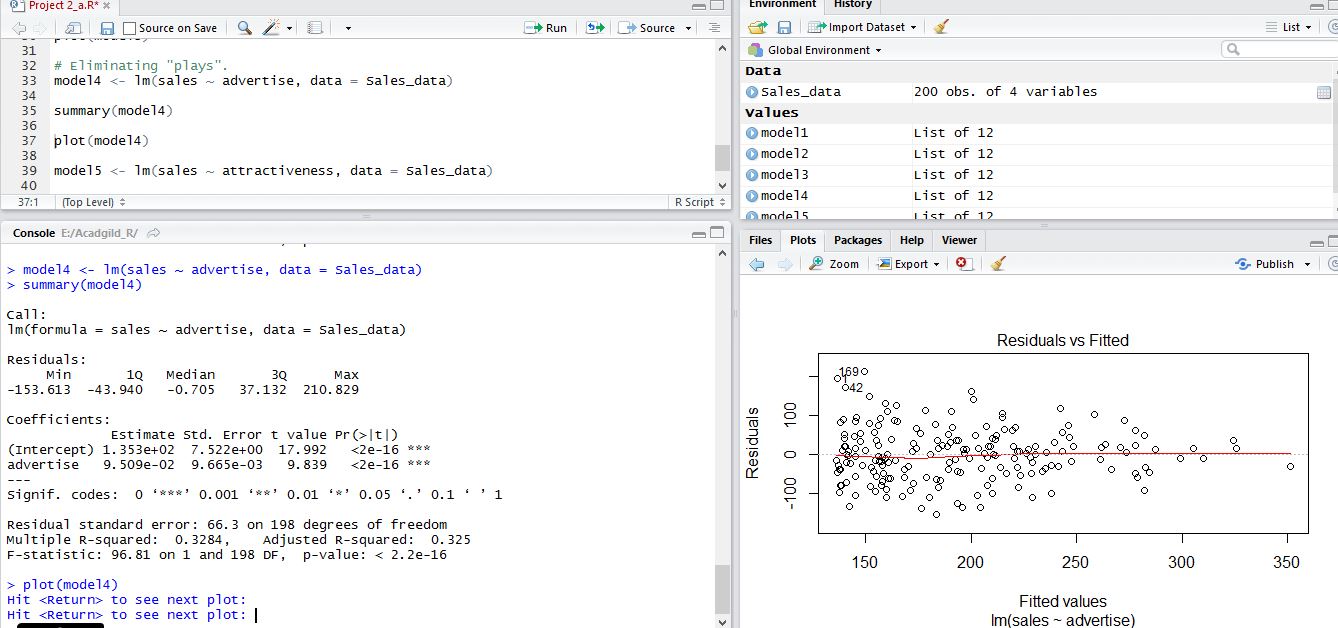 Project 2_a.R* ×
Source on Save
Run
Source
31
32 # Eliminating "plays".
33 model4 <- lm(sales ~ advertise, data = Sales_data)
34
35 summary(model4)
36
37 plot(model4)
38
39 model5 <- lm(sales ~ attractiveness, data = Sales_data)
40
37:1 (Top Level) R Script
Console E:/Acadgild_R/
> model4 <- lm(sales ~ advertise, data = Sales_data)
> summary(model4)
Call:
lm(formula = sales ~ advertise, data = Sales_data)
Residuals:
Min 1Q Median 3Q Max
-153.613 -43.940 -0.705 37.132 210.829
Coefficients:
Estimate Std. Error t value Pr(>|t|)
(Intercept) 1.353e+02 7.522e+00 17.992 <2e-16 ***
advertise 9.509e-02 9.665e-03 9.839 <2e-16 ***
---
Signif. codes: 0 ‘***’ 0.001 ‘**’ 0.01 ‘*’ 0.05 ‘.’ 0.1 ‘ ’ 1
Residual standard error: 66.3 on 198 degrees of freedom
Multiple R-squared: 0.3284, Adjusted R-squared: 0.325
F-statistic: 96.81 on 1 and 198 DF, p-value: < 2.2e-16
> plot(model4)
Hit <Return> to see next plot:
Hit <Return> to see next plot:
Environment History
Import Dataset List
Global Environment
Data
Sales_data 200 obs. of 4 variables
Values
model1 List of 12
model2 List of 12
model3 List of 12
model4 List of 12
model5 List of 12
Files Plots Packages Help Viewer
Zoom Export Publish
Residuals vs Fitted
169
1
42
Residuals
100
0
-100
150 200 250 300 350
Fitted values
lm(sales ~ advertise)